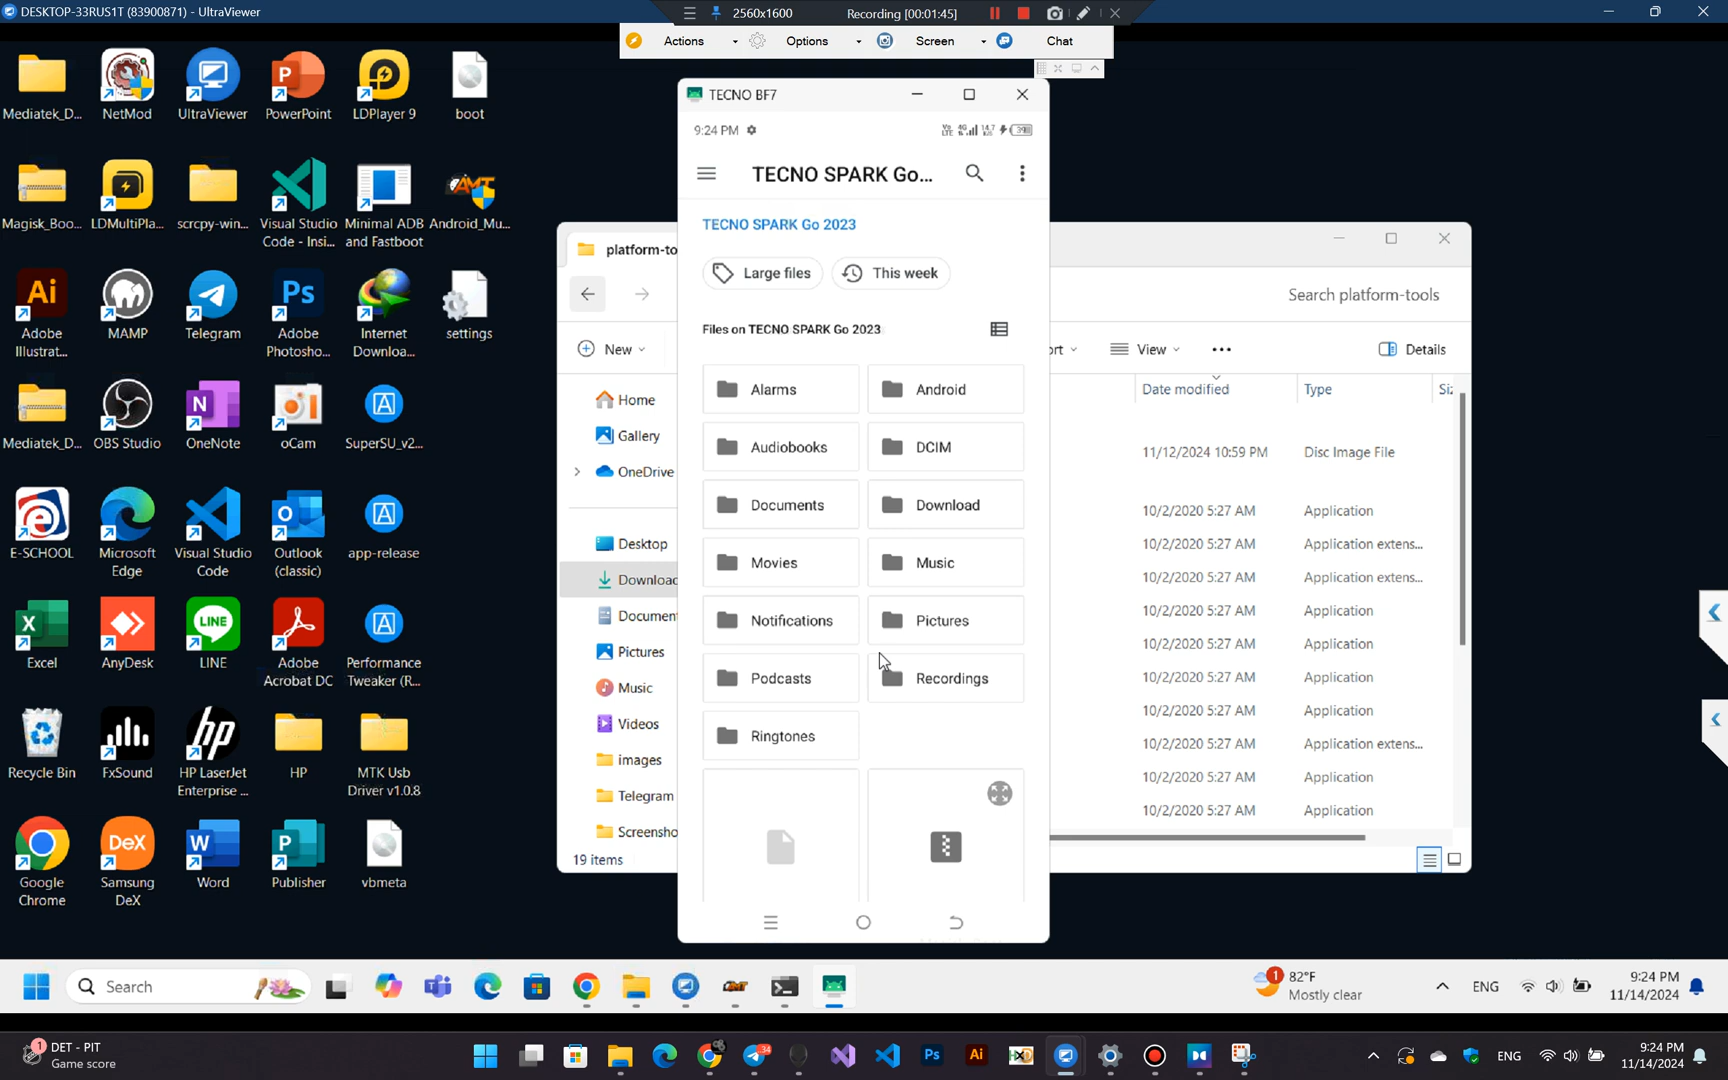 DESKTOP-33RUS1T (83900871) - UltraViewer
2560x1600
Recording [00:01:45]
Actions
Options
Screen
Chat
Mediatek_D...
NetMod
UltraViewer
PowerPoint
LDPlayer 9
boot
Magisk_Boo...
LDMultiPla...
scrcpy-win...
Visual Studio
Code - Insi...
Minimal ADB
and Fastboot
Android_Mu...
Adobe
Illustrat...
MAMP
Telegram
Adobe
Photosho...
Internet
Downloa...
settings
Mediatek_D...
OBS Studio
OneNote
oCam
SuperSU_v2...
E-SCHOOL
Microsoft
Edge
Visual Studio
Code
Outlook
(classic)
app-release
Excel
AnyDesk
LINE
Adobe
Acrobat DC
Performance
Tweaker (R...
Recycle Bin
FxSound
HP LaserJet
Enterprise ...
HP
MTK Usb
Driver v1.0.8
Google
Chrome
Samsung
DeX
Word
Publisher
vbmeta
TECNO BF7
9:24 PM
TECNO SPARK Go...
TECNO SPARK Go 2023
Large files
This week
Files on TECNO SPARK Go 2023
Alarms
Android
Audiobooks
DCIM
Documents
Download
Movies
Music
Notifications
Pictures
Podcasts
Recordings
Ringtones
platform-to
Search platform-tools
New
ort
View
Details
Home
Gallery
OneDrive
Desktop
Downloac
Document
Pictures
Music
Videos
images
Telegram
Screensho
19 items
Date modified
Type
Siz
11/12/2024 10:59 PM
Disc Image File
10/2/2020 5:27 AM
Application
10/2/2020 5:27 AM
Application extens...
10/2/2020 5:27 AM
Application extens...
10/2/2020 5:27 AM
Application
10/2/2020 5:27 AM
Application
10/2/2020 5:27 AM
Application
10/2/2020 5:27 AM
Application
10/2/2020 5:27 AM
Application extens...
10/2/2020 5:27 AM
Application
10/2/2020 5:27 AM
Application
Search
1
82°F
Mostly clear
ENG
9:24 PM
11/14/2024
1
DET - PIT
Game score
34
ENG
9:24 PM
11/14/2024